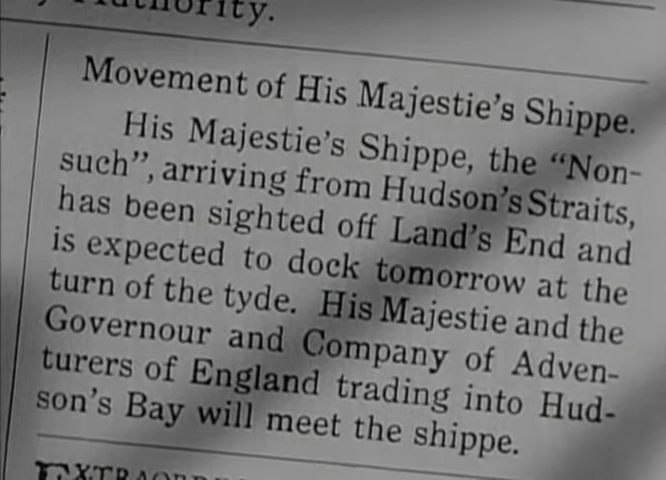 Authority.
Movement of His Majestie's Shippe.
His Majestie's Shippe, the “Non-
such”, arriving from Hudson's Straits,
has been sighted off Land's End and
is expected to dock tomorrow at the
turn of the tyde. His Majestie and the
Governour and Company of Adven-
turers of England trading into Hud-
son's Bay will meet the shippe.